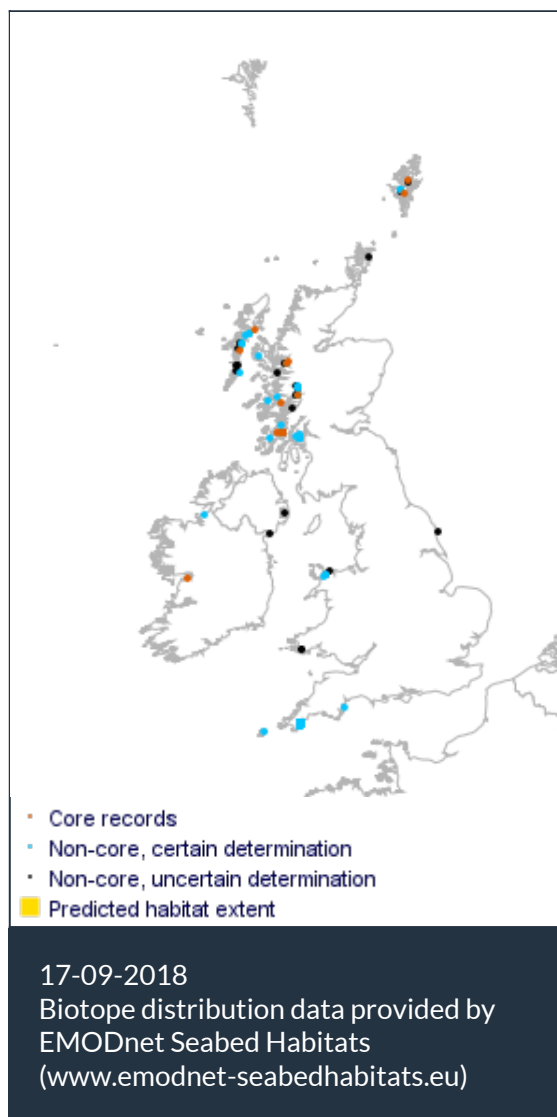 Core records
Non-core, certain determination
Non-core, uncertain determination
Predicted habitat extent
17-09-2018
Biotope distribution data provided by
EMODnet Seabed Habitats
(www.emodnet-seabedhabitats.eu)